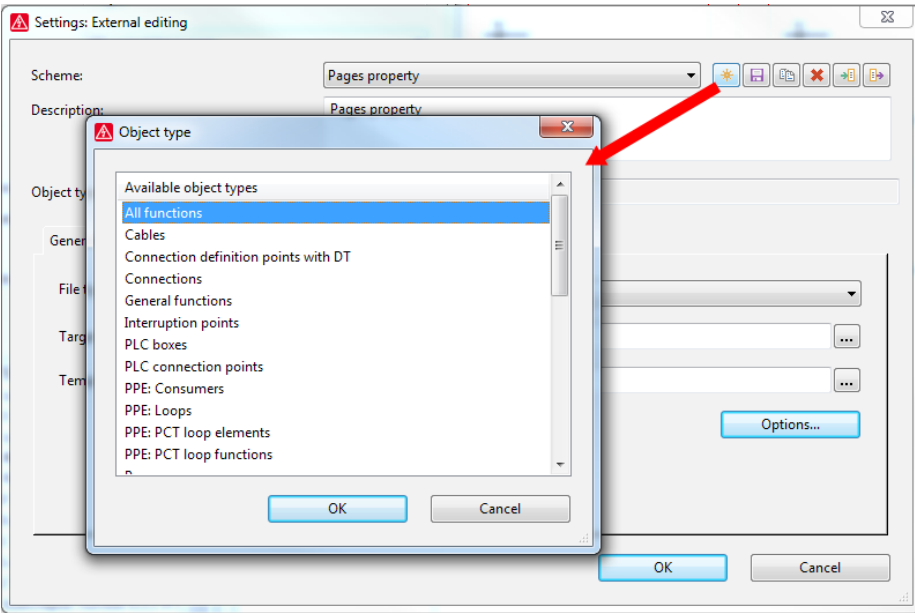 Settings: External editing
Scheme:
Pages property
Description:
Pages property
Object type
Available object types
Object ty
All functions
Cables
Gener
Connection definition points with DT
Connections
File
General functions
Interruption points
Targ
PLC boxes
PLC connection points
Tem
PPE: Consumers
PPE: Loops
PPE: PCT loop elements
Options...
PPE: PCT loop functions
OK
Cancel
OK
Cancel